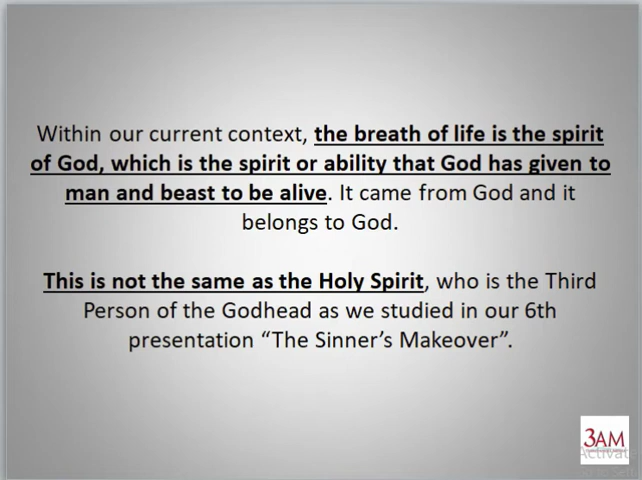 Within our current context, the breath of life is the spirit
of God, which is the spirit or ability that God has given to
man and beast to be alive. It came from God and it
belongs to God.
This is not the same as the Holy Spirit, who is the Third
Person of the Godhead as we studied in our 6th
presentation “The Sinner’s Makeover”.
3AM
Activate